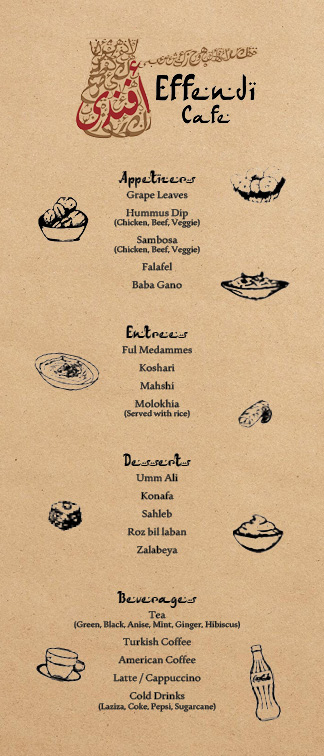 أفندي
Effendi
Cafe
Appetizers
Grape Leaves
Hummus Dip
(Chicken, Beef, Veggie)
Sambosa
(Chicken, Beef, Veggie)
Falafel
Baba Gano
Entrees
Ful Medammes
Koshari
Mahshi
Molokhia
(Served with rice)
Desserts
Umm Ali
Konafa
Sahleb
Roz bil laban
Zalabeya
Beverages
Tea
(Green, Black, Anise, Mint, Ginger, Hibiscus)
Turkish Coffee
American Coffee
Latte / Cappuccino
Cold Drinks
(Laziza, Coke, Pepsi, Sugarcane)